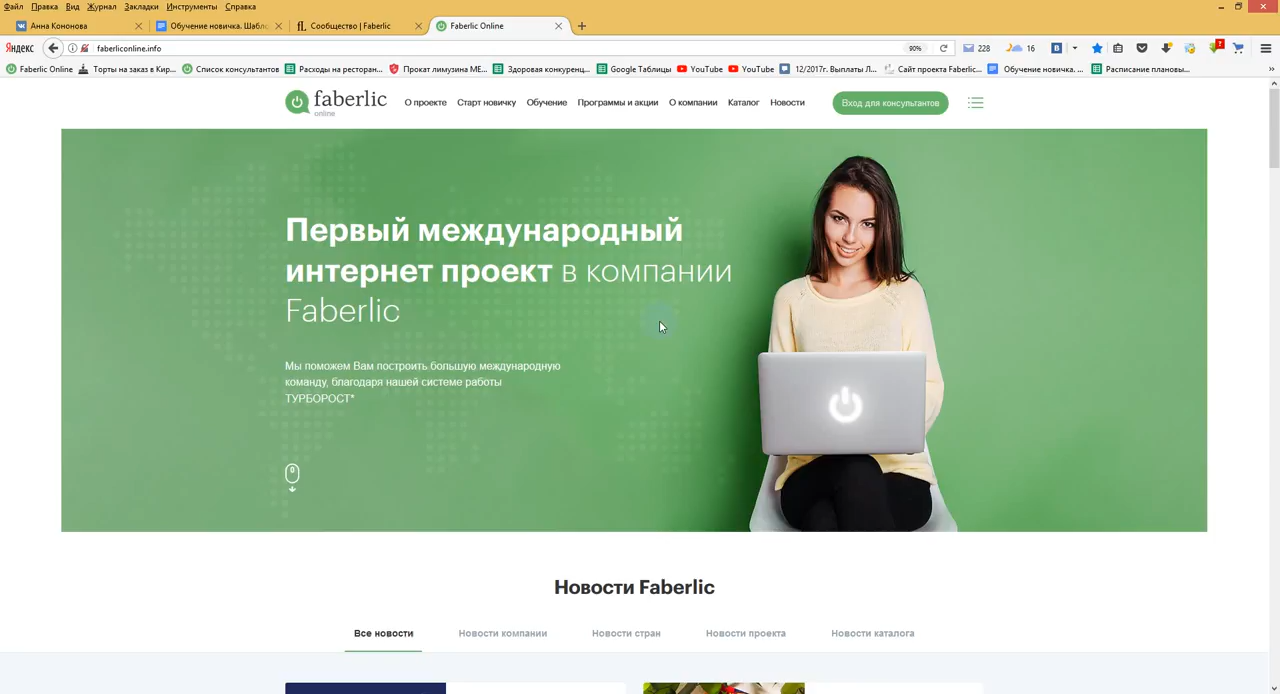 Файл Правка Вид Журнал Закладки Инструменты Справка
Анна Кононова
Обучение новичка. Шабл
Сообщество | Faberlic
Faberlic Online
Яндекс
faberliconline.info
90%
228
16
7
Faberlic Online
Торты на заказ в Кир...
Список консультантов
Расходы на ресторан...
Прокат лимузина МЕ...
Здоровая конкуренц...
Google Таблицы
YouTube
YouTube
12/2017г. Выплаты Л...
Сайт проекта Faberlic...
Обучение новичка. ...
Расписание плановы...
faberlic
online
О проекте
Старт новичку
Обучение
Программы и акции
О компании
Каталог
Новости
Вход для консультантов
Первый международный
интернет проект в компании
Faberlic
Мы поможем Вам построить большую международную
команду, благодаря нашей системе работы
ТУРБОРОСТ*
Новости Faberlic
Все новости
Новости компании
Новости стран
Новости проекта
Новости каталога